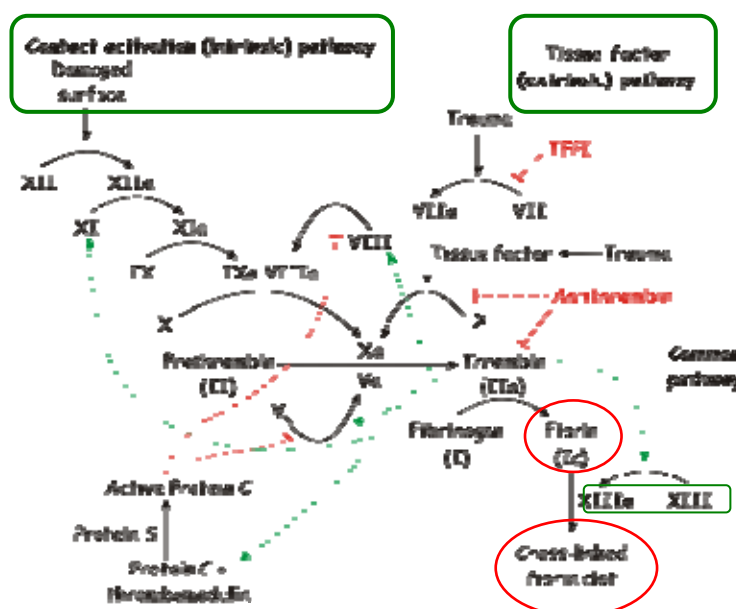 Contact activation (intrinsic) pathway
Damaged
surface
Tissue factor
(extrinsic) pathway
Trauma
TFPI
XII
XIIa
VIIa
VII
XI
XIa
VIII
Tissue factor
Trauma
IX
IXa
VIIIa
Antithrombin
X
X
Xa
Prothrombin
(II)
Va
Thrombin
(IIa)
Common
pathway
V
Fibrinogen
(I)
Fibrin
(Ia)
Active Protein C
XIIIa
XIII
Protein S
Protein C +
thrombomodulin
Cross-linked
fibrin clot